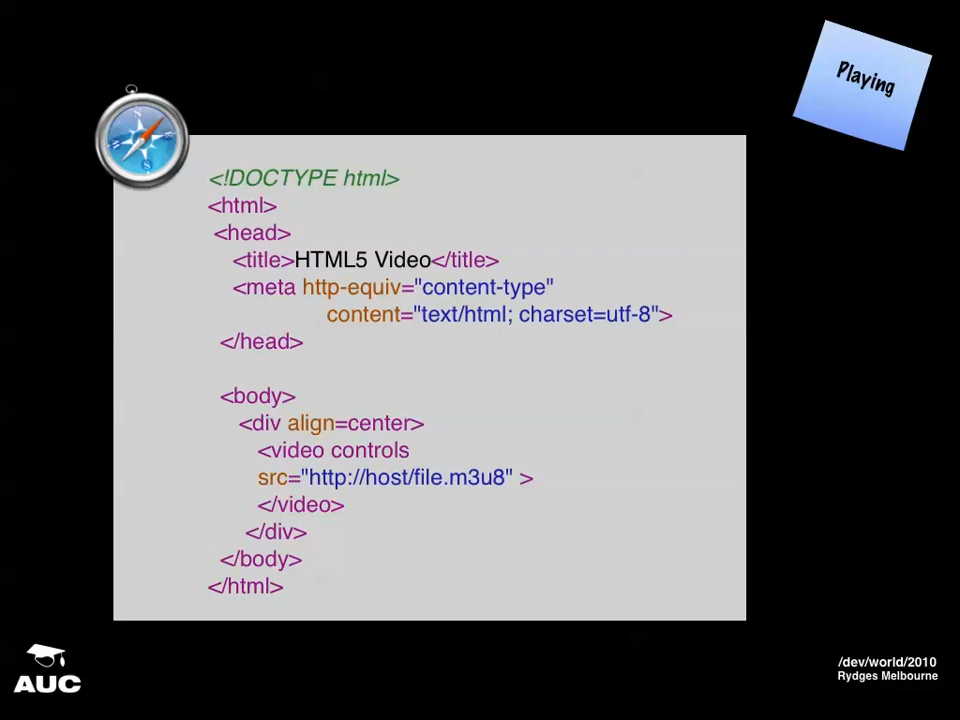 Playing
<!DOCTYPE html>
<html>
<head>
<title>HTML5 Video</title>
<meta http-equiv="content-type"
content="text/html; charset=utf-8">
</head>
<body>
<div align=center>
<video controls
src="http://host/file.m3u8" >
</video>
</div>
</body>
</html>
AUC
/dev/world/2010
Rydges Melbourne